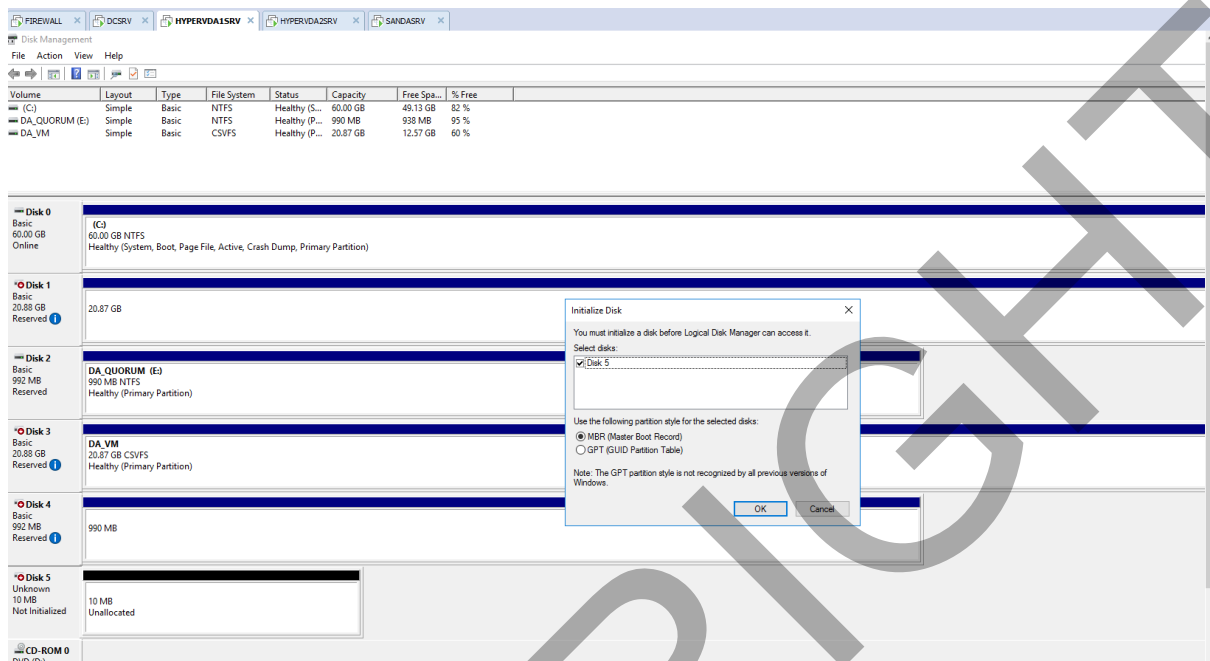 FIREWALL × DCSRV × HYPERVDA1SRV × HYPERVDA2SRV × SANDASRV ×
Disk Management
File Action View Help
Volume Layout Type File System Status Capacity Free Spa... % Free
(C:) Simple Basic NTFS Healthy (S... 60.00 GB 49.13 GB 82 %
DA_QUORUM (E:) Simple Basic NTFS Healthy (P... 990 MB 938 MB 95 %
DA_VM Simple Basic CSVFS Healthy (P... 20.87 GB 12.57 GB 60 %
Disk 0
Basic
60.00 GB
Online
(C:)
60.00 GB NTFS
Healthy (System, Boot, Page File, Active, Crash Dump, Primary Partition)
Disk 1
Basic
20.88 GB
Reserved
20.87 GB
Disk 2
Basic
992 MB
Reserved
DA_QUORUM (E:)
990 MB NTFS
Healthy (Primary Partition)
Disk 3
Basic
20.88 GB
Reserved
DA_VM
20.87 GB CSVFS
Healthy (Primary Partition)
Disk 4
Basic
992 MB
Reserved
990 MB
Disk 5
Unknown
10 MB
Not Initialized
10 MB
Unallocated
CD-ROM 0
DVD (D:)
Initialize Disk
You must initialize a disk before Logical Disk Manager can access it.
Select disks:
Disk 5
Use the following partition style for the selected disks:
MBR (Master Boot Record)
GPT (GUID Partition Table)
Note: The GPT partition style is not recognized by all previous versions of
Windows.
OK Cancel